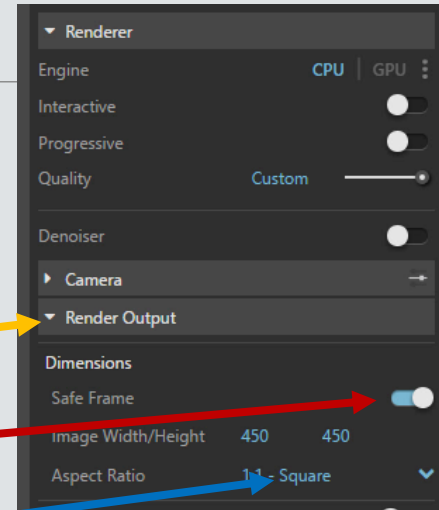 Renderer
Engine CPU | GPU
Interactive
Progressive
Quality Custom
Denoiser
Camera
Render Output
Dimensions
Safe Frame
Image Width/Height 450 450
Aspect Ratio 1:1 - Square